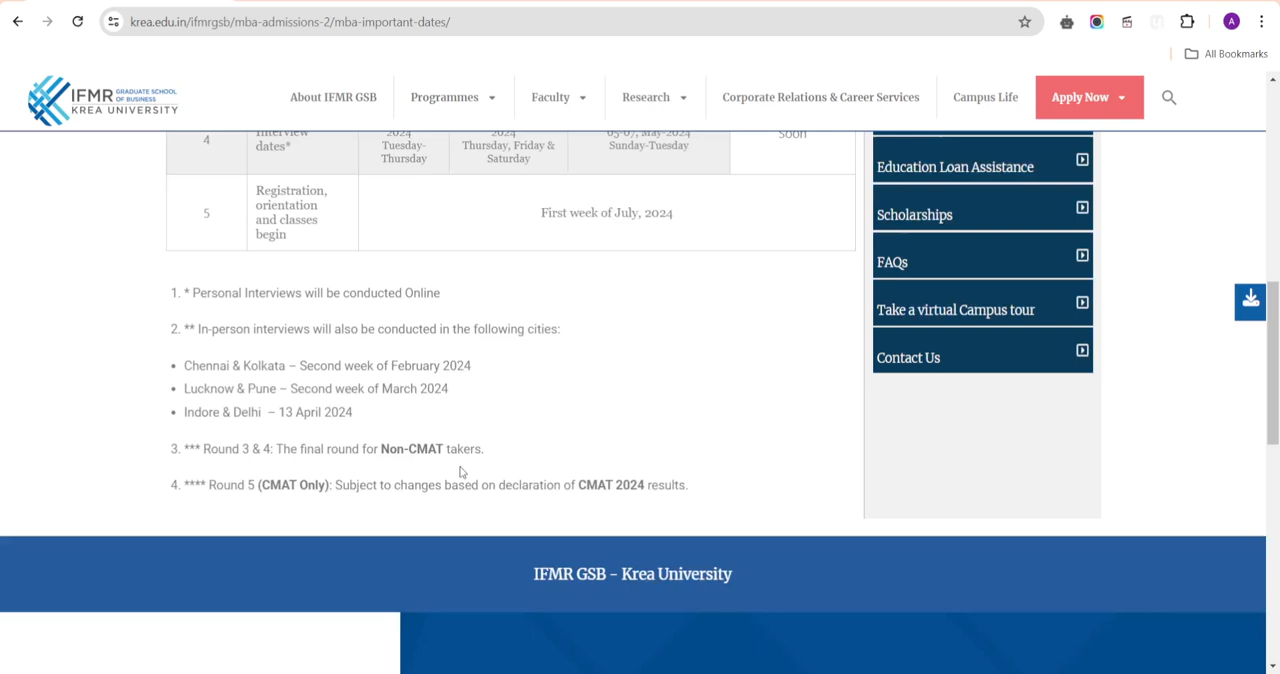 krea.edu.in/ifmrgsb/mba-admissions-2/mba-important-dates/
A
All Bookmarks
IFMR GRADUATE SCHOOL OF BUSINESS
KREA UNIVERSITY
About IFMR GSB
Programmes
Faculty
Research
Corporate Relations & Career Services
Campus Life
Apply Now
4
Interview
dates*
2024
Tuesday-
Thursday
2024
Thursday, Friday &
Saturday
05-07, May-2024
Sunday-Tuesday
Soon
5
Registration,
orientation
and classes
begin
First week of July, 2024
1. * Personal Interviews will be conducted Online
2. ** In-person interviews will also be conducted in the following cities:
• Chennai & Kolkata – Second week of February 2024
• Lucknow & Pune – Second week of March 2024
• Indore & Delhi – 13 April 2024
3. *** Round 3 & 4: The final round for Non-CMAT takers.
4. **** Round 5 (CMAT Only): Subject to changes based on declaration of CMAT 2024 results.
Education Loan Assistance
Scholarships
FAQs
Take a virtual Campus tour
Contact Us
IFMR GSB - Krea University